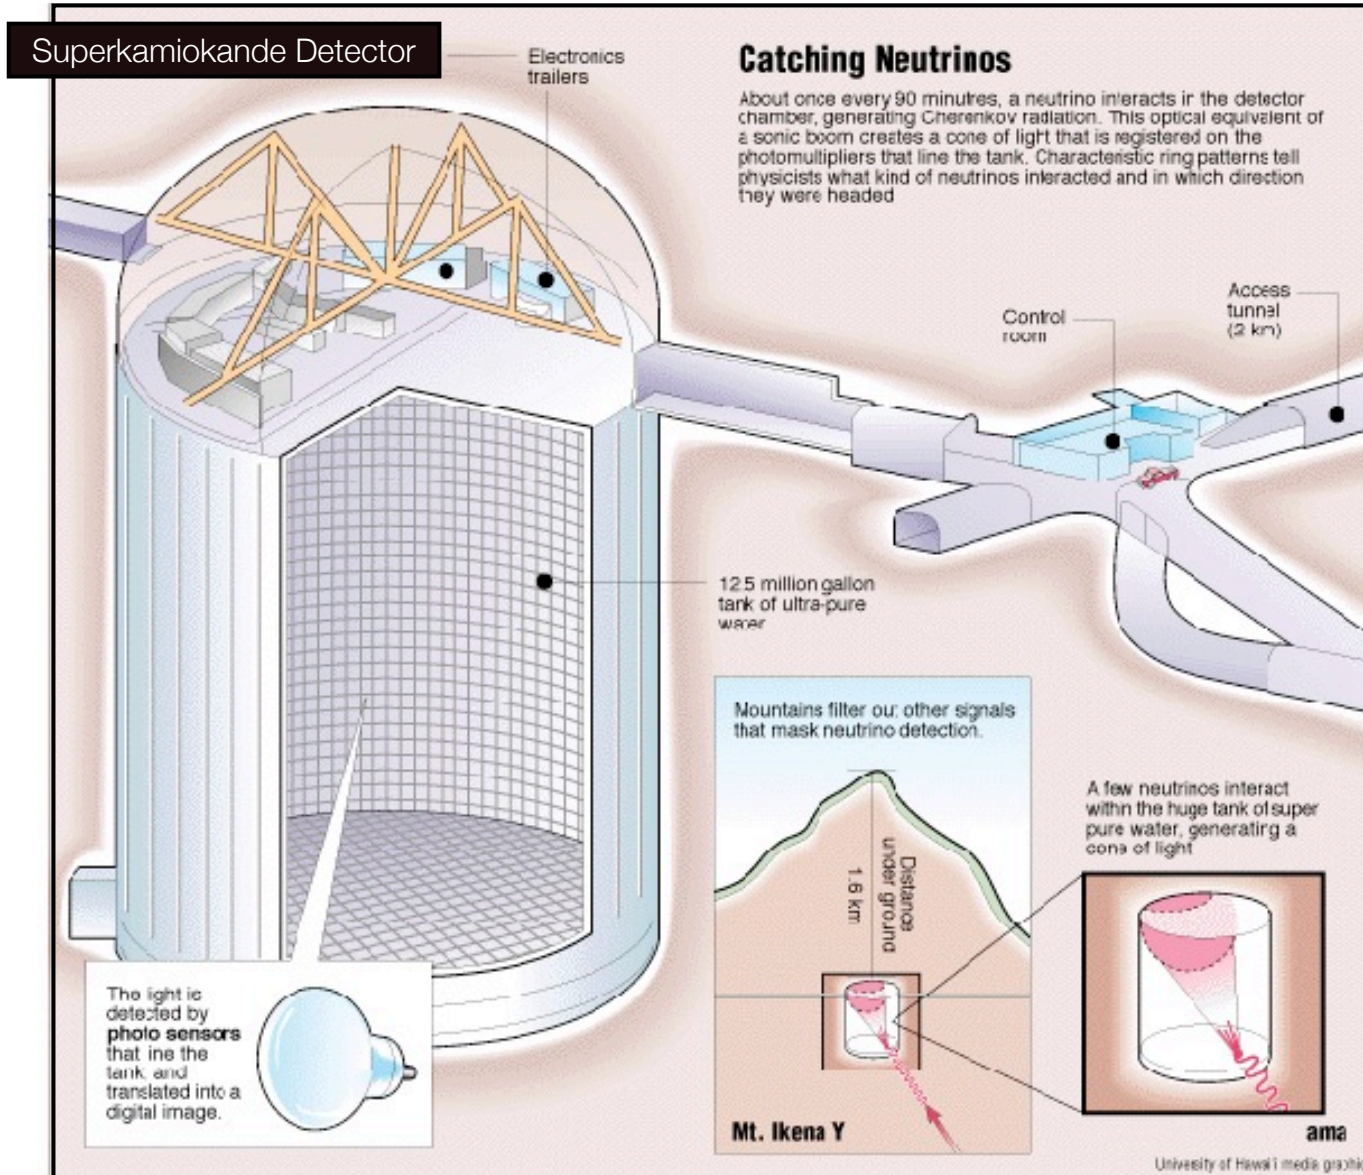 Superkamiokande Detector
Electronics
trailers
Catching Neutrinos
About once every 90 minutres, a neutrino interacts in the detector
chamber, generating Cherenkov radiation. This optical equivalent of
a sonic boom creates a cone of light that is registered on the
photomultipliers that line the tank. Characteristic ring patterns tell
physicists what kind of neutrinos interacted and in which direction
they were headed
Control
room
Access
tunnel
(2 km)
12.5 million gallon
tank of ultra-pure
water
Mountains filter out other signals
that mask neutrino detection.
Distance
under ground
1.6 km
Mt. Ikena Y
A few neutrinos interact
within the huge tank of super
pure water, generating a
cone of light
ama
The light is
detected by
photo sensors
that line the
tank, and
translated into a
digital image.
University of Hawai'i media graphic